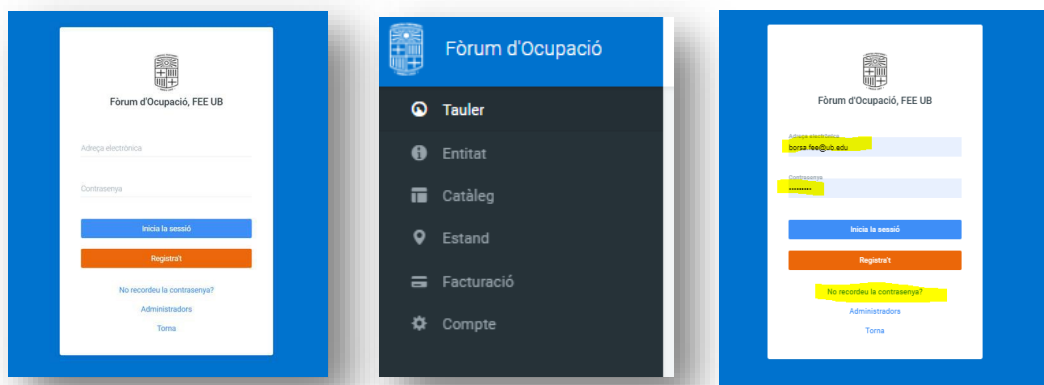 Fòrum d'Ocupació, FEE UB
Adreça electrònica
Contrasenya
Inicia la sessió
Registra't
No recordeu la contrasenya?
Administradors
Torna
Fòrum d'Ocupació
Tauler
Entitat
Catàleg
Estand
Facturació
Compte
Fòrum d'Ocupació, FEE UB
Adreça electrònica
borsa.fee@ub.edu
Contrasenya
•••••••••
Inicia la sessió
Registra't
No recordeu la contrasenya?
Administradors
Torna